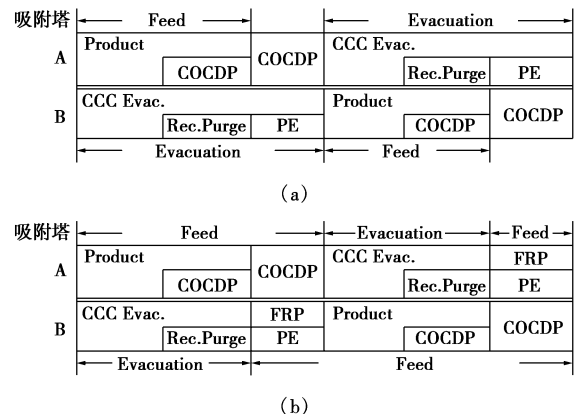 吸附塔 Feed Evacuation
A Product COCDP COCDP CCC Evac. Rec.Purge PE
B CCC Evac. Rec.Purge PE Product COCDP COCDP
Evacuation Feed
(a)
吸附塔 Feed Evacuation Feed
A Product COCDP COCDP CCC Evac. Rec.Purge FRP PE
B CCC Evac. Rec.Purge FRP PE Product COCDP COCDP
Evacuation Feed
(b)